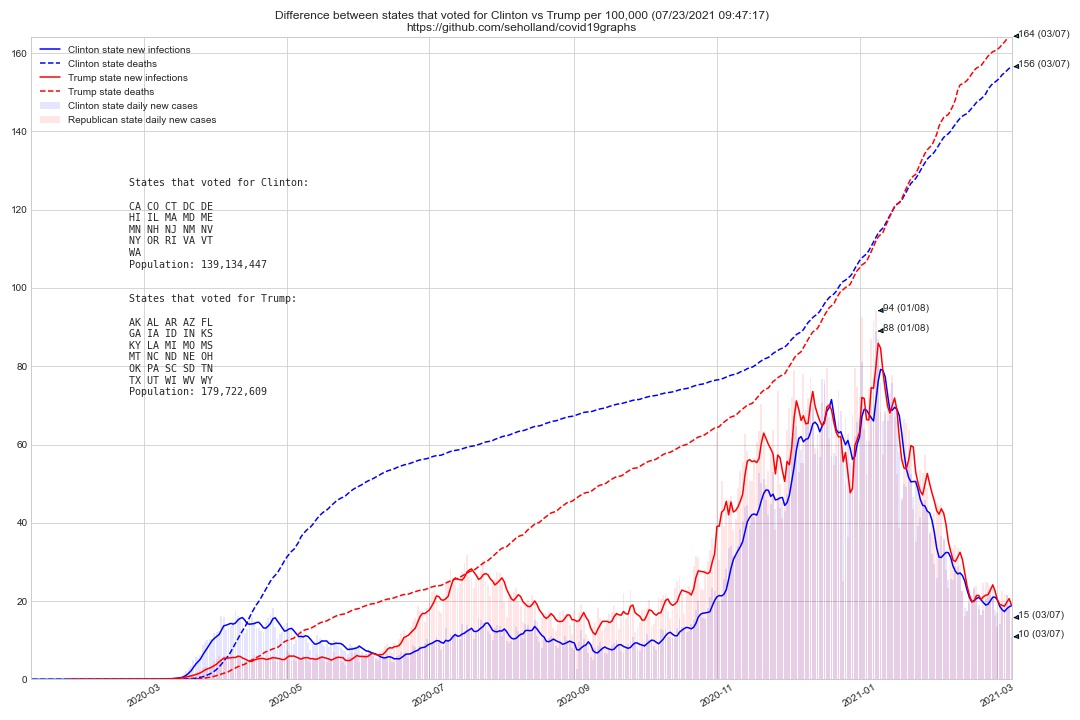 Difference between states that voted for Clinton vs Trump per 100,000 (07/23/2021 09:47:17)
https://github.com/seholland/covid19graphs
Clinton state new infections
Clinton state deaths
Trump state new infections
Trump state deaths
Clinton state daily new cases
Republican state daily new cases
States that voted for Clinton:
CA CO CT DC DE
HI IL MA MD ME
MN NH NJ NM NV
NY OR RI VA VT
WA
Population: 139,134,447
States that voted for Trump:
AK AL AR AZ FL
GA IA ID IN KS
KY LA MI MO MS
MT NC ND NE OH
OK PA SC SD TN
TX UT WI WV WY
Population: 179,722,609
164 (03/07)
156 (03/07)
94 (01/08)
88 (01/08)
15 (03/07)
10 (03/07)
160
140
120
100
80
60
40
20
0
2020-03
2020-05
2020-07
2020-09
2020-11
2021-01
2021-03